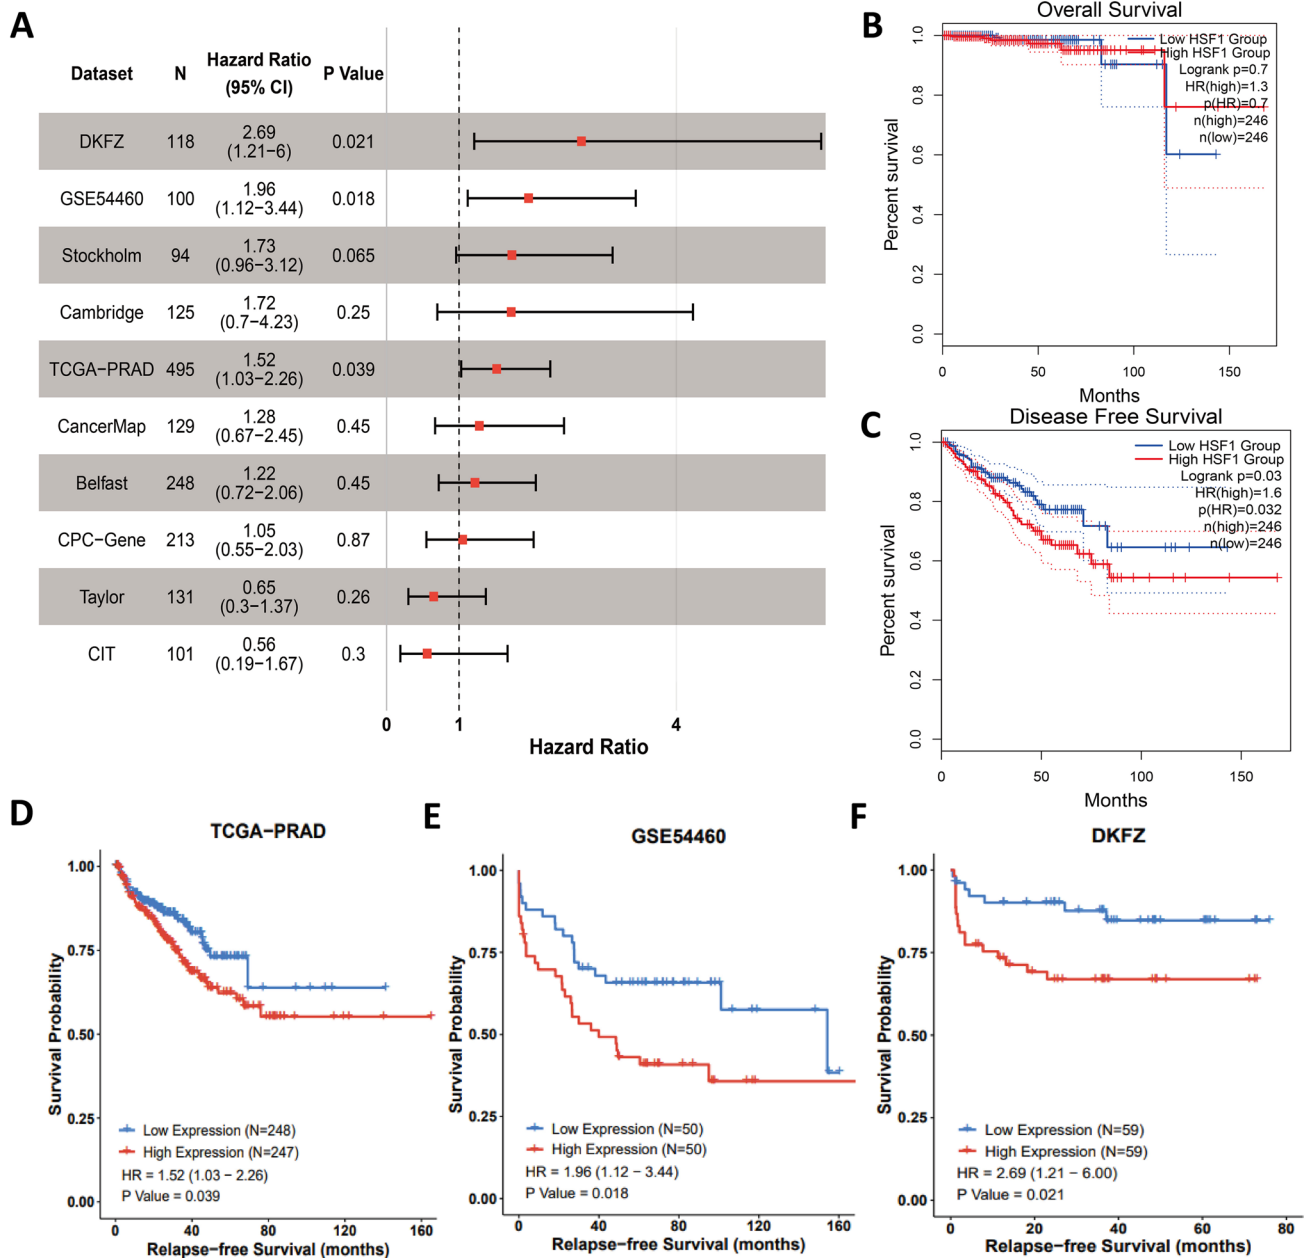 A
Dataset N Hazard Ratio (95% CI) P Value
DKFZ 118 2.69 (1.21−6) 0.021
GSE54460 100 1.96 (1.12−3.44) 0.018
Stockholm 94 1.73 (0.96−3.12) 0.065
Cambridge 125 1.72 (0.7−4.23) 0.25
TCGA−PRAD 495 1.52 (1.03−2.26) 0.039
CancerMap 129 1.28 (0.67−2.45) 0.45
Belfast 248 1.22 (0.72−2.06) 0.45
CPC−Gene 213 1.05 (0.55−2.03) 0.87
Taylor 131 0.65 (0.3−1.37) 0.26
CIT 101 0.56 (0.19−1.67) 0.3
0 1 4
Hazard Ratio
B
Overall Survival
Low HSF1 Group
High HSF1 Group
Logrank p=0.7
HR(high)=1.3
p(HR)=0.7
n(high)=246
n(low)=246
Percent survival
1.0
0.8
0.6
0.4
0.2
0.0
0 50 100 150
Months
C
Disease Free Survival
Low HSF1 Group
High HSF1 Group
Logrank p=0.03
HR(high)=1.6
p(HR)=0.032
n(high)=246
n(low)=246
Percent survival
1.0
0.8
0.6
0.4
0.2
0.0
0 50 100 150
Months
D
TCGA−PRAD
Survival Probability
1.00
0.75
0.50
0.25
0.00
Low Expression (N=248)
High Expression (N=247)
HR = 1.52 (1.03 − 2.26)
P Value = 0.039
0 40 80 120 160
Relapse−free Survival (months)
E
GSE54460
Survival Probability
1.00
0.75
0.50
0.25
0.00
Low Expression (N=50)
High Expression (N=50)
HR = 1.96 (1.12 − 3.44)
P Value = 0.018
0 40 80 120 160
Relapse−free Survival (months)
F
DKFZ
Survival Probability
1.00
0.75
0.50
0.25
0.00
Low Expression (N=59)
High Expression (N=59)
HR = 2.69 (1.21 − 6.00)
P Value = 0.021
0 20 40 60 80
Relapse−free Survival (months)